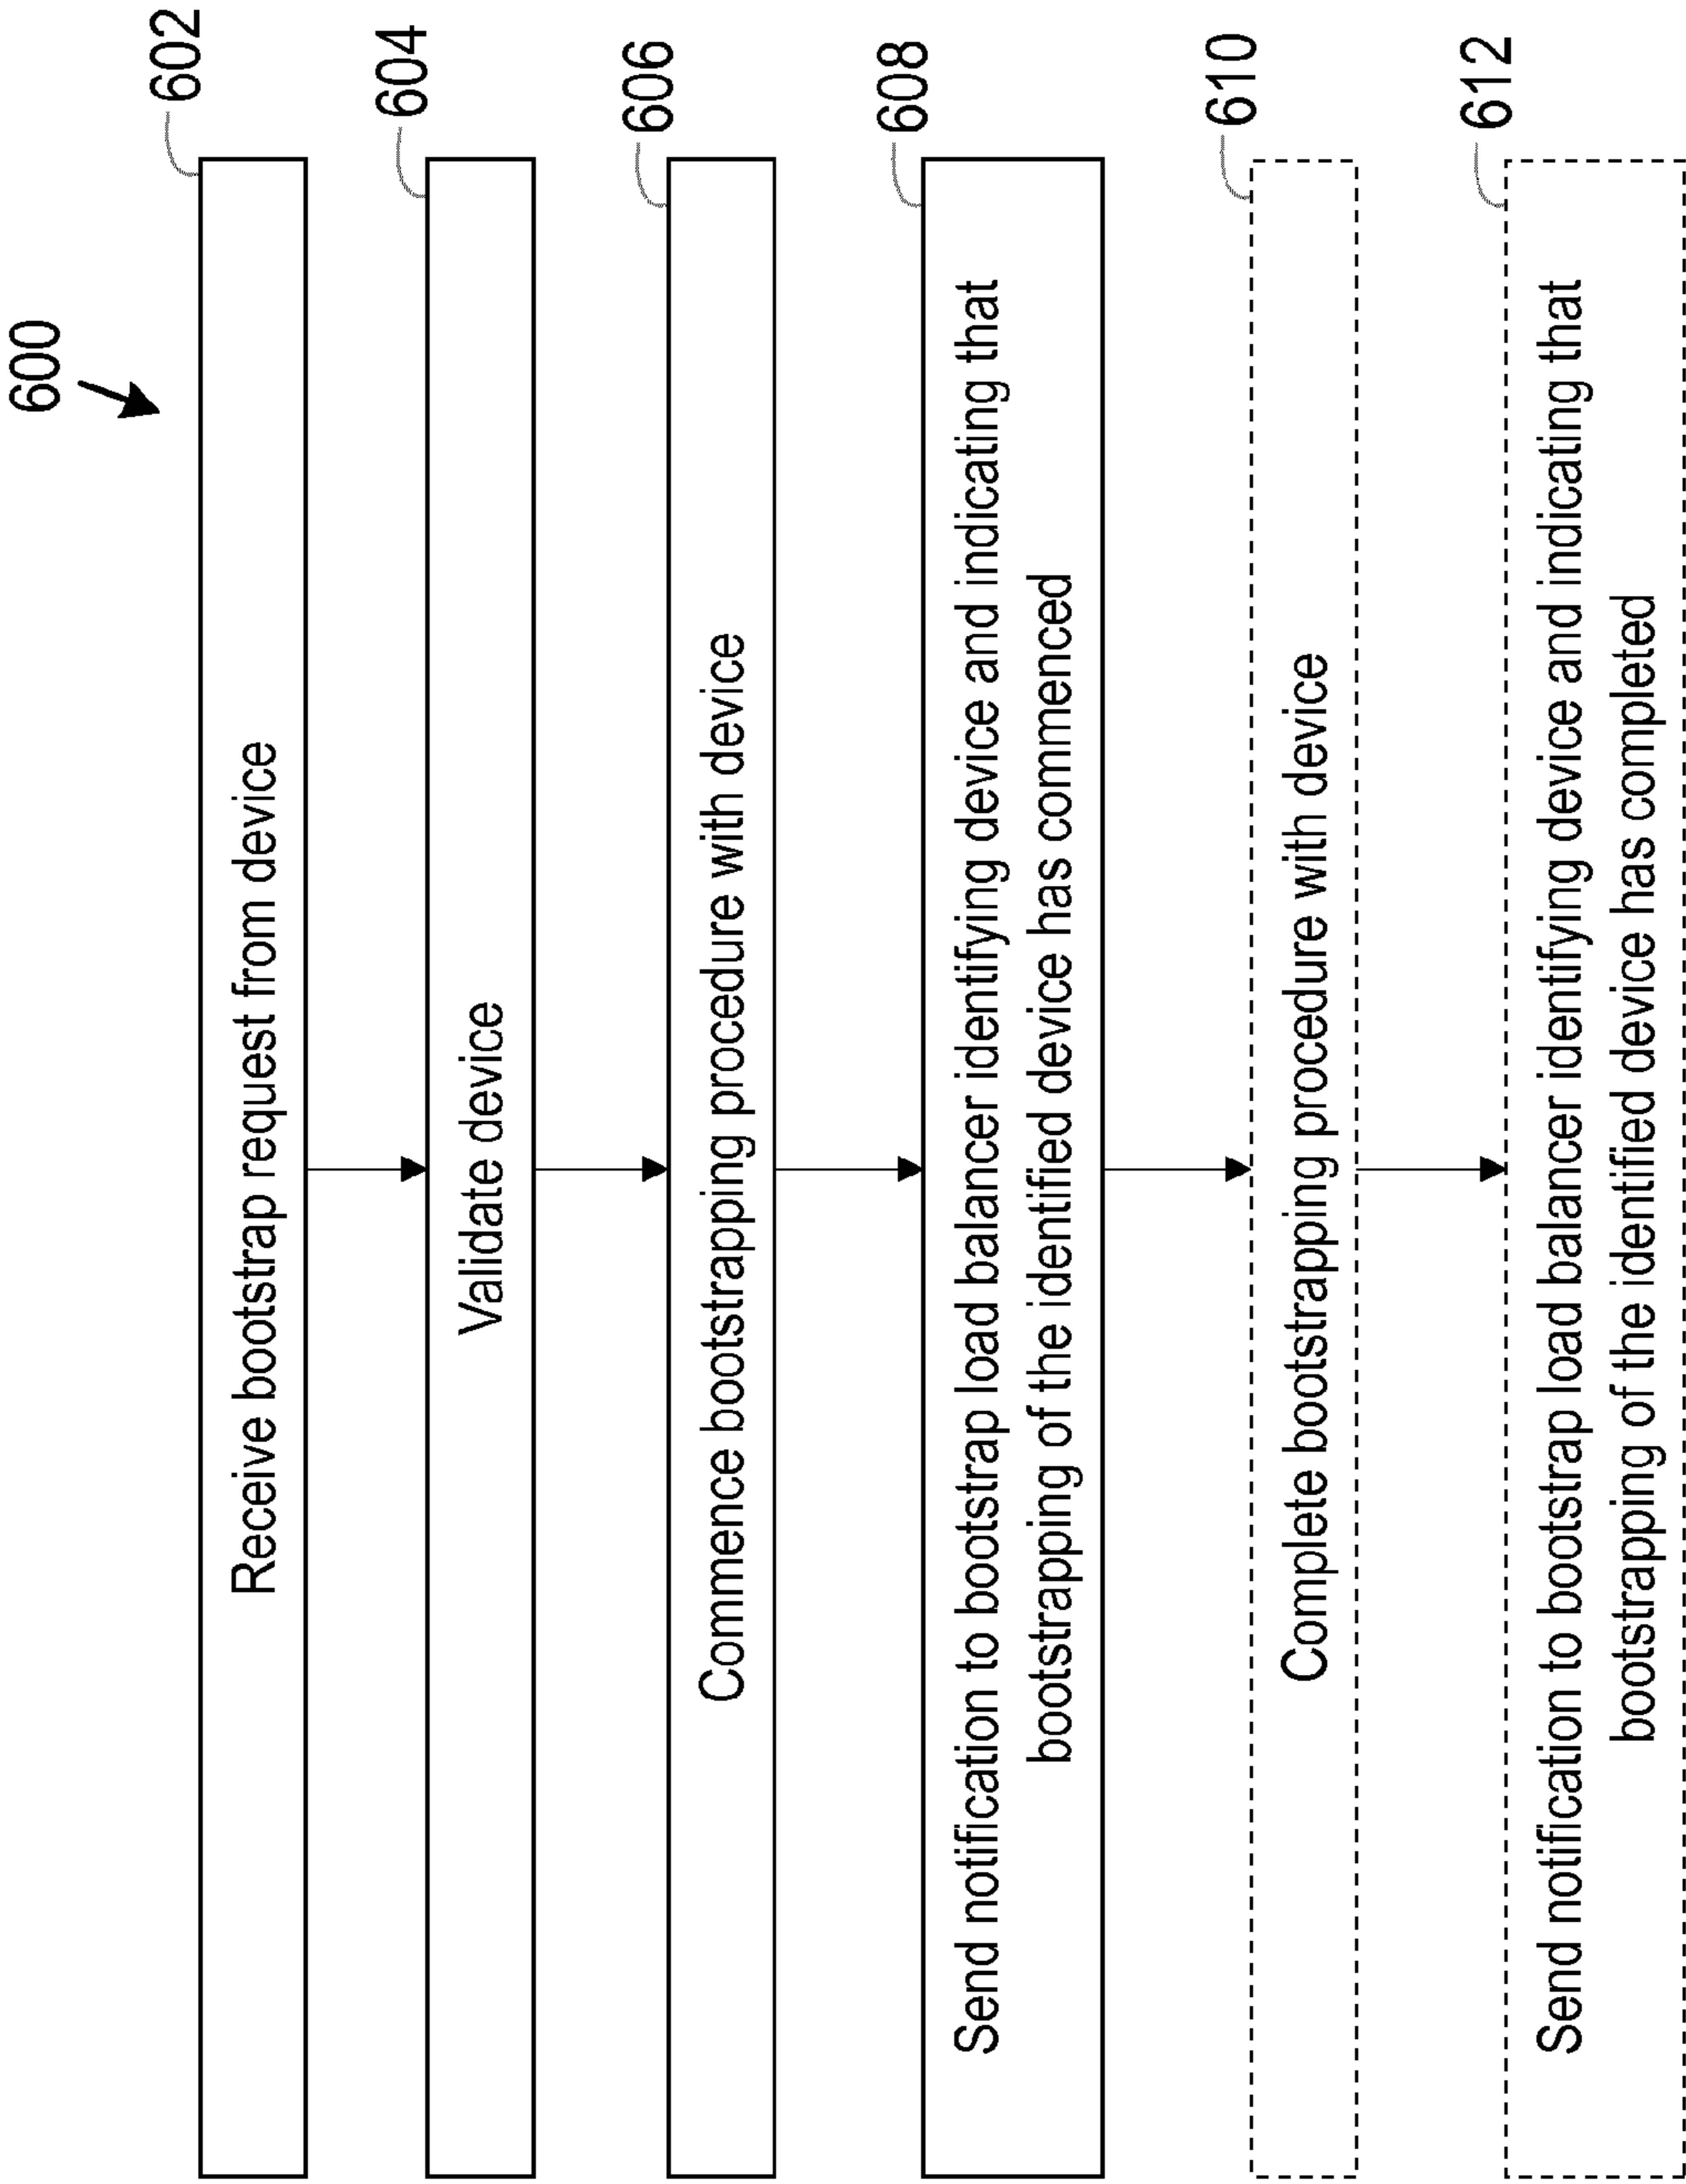 600
602
Receive bootstrap request from device
604
Validate device
606
Commence bootstrapping procedure with device
608
Send notification to bootstrap load balancer identifying device and indicating that
bootstrapping of the identified device has commenced
610
Complete bootstrapping procedure with device
612
Send notification to bootstrap load balancer identifying device and indicating that
bootstrapping of the identified device has completed